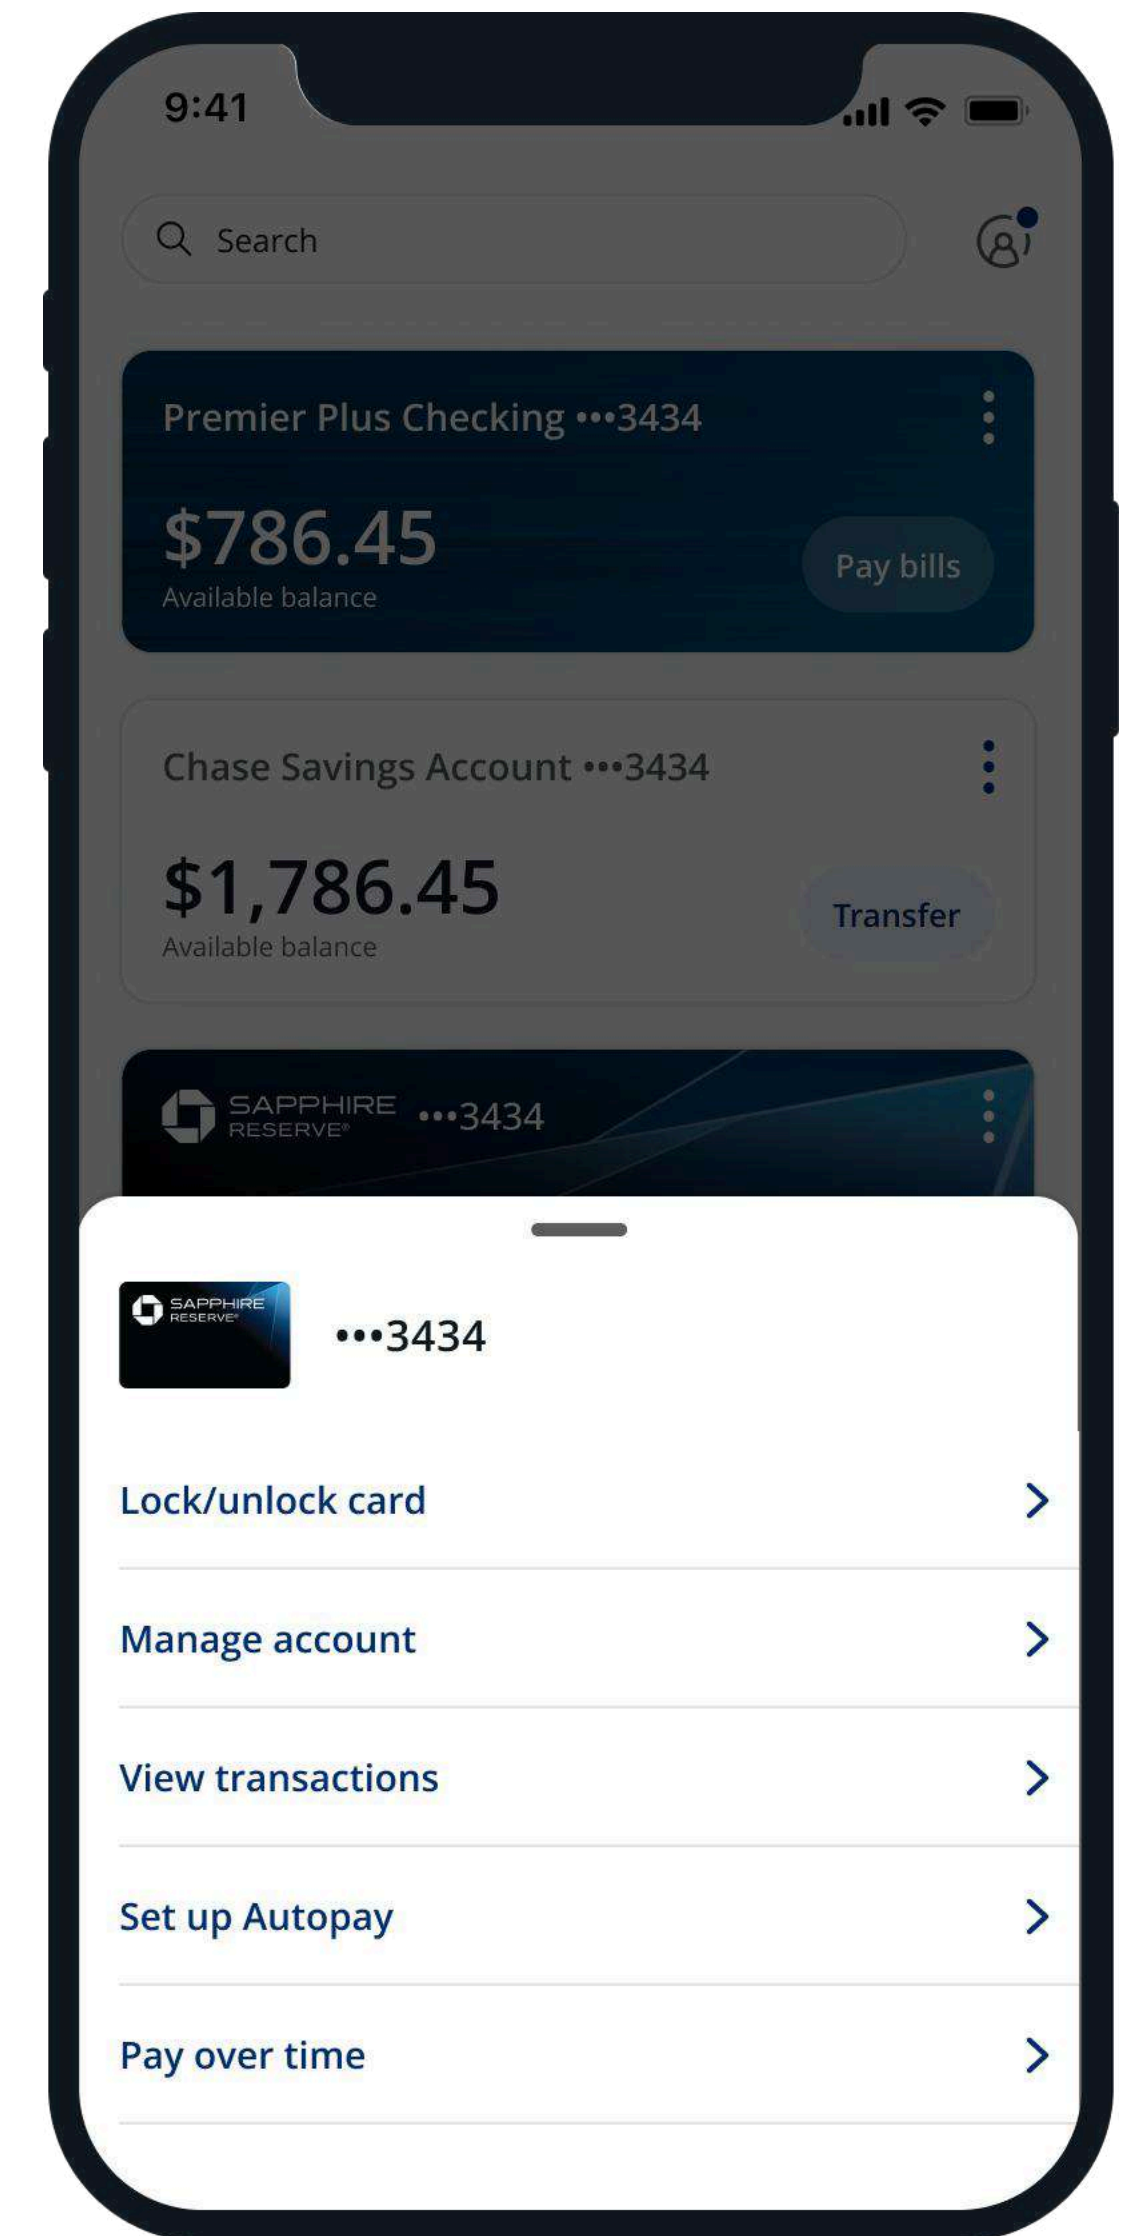 9:41
Search
Premier Plus Checking •••3434
$786.45
Available balance
Pay bills
Chase Savings Account •••3434
$1,786.45
Available balance
Transfer
SAPPHIRE
RESERVE®
•••3434
SAPPHIRE
RESERVE®
•••3434
Lock/unlock card
Manage account
View transactions
Set up Autopay
Pay over time